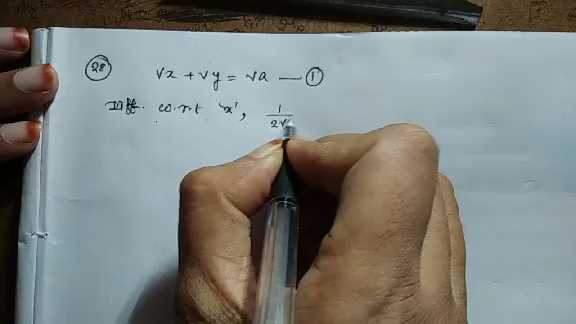 28 √x + √y = √a — ①
Diff. w.r.t 'x', 1/2√